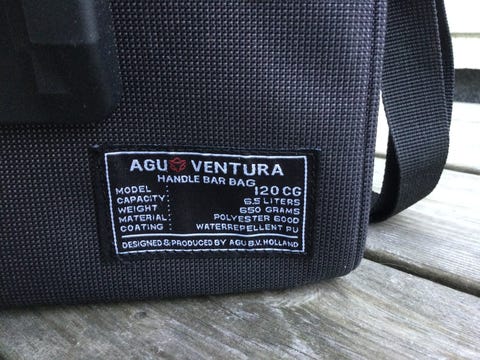 AGU VENTURA
HANDLE BAR BAG
MODEL : 120 CG
CAPACITY : 6.5 LITERS
WEIGHT : 650 GRAMS
MATERIAL : POLYESTER 600D
COATING : WATERREPELLENT PU
DESIGNED & PRODUCED BY AGU B.V. HOLLAND